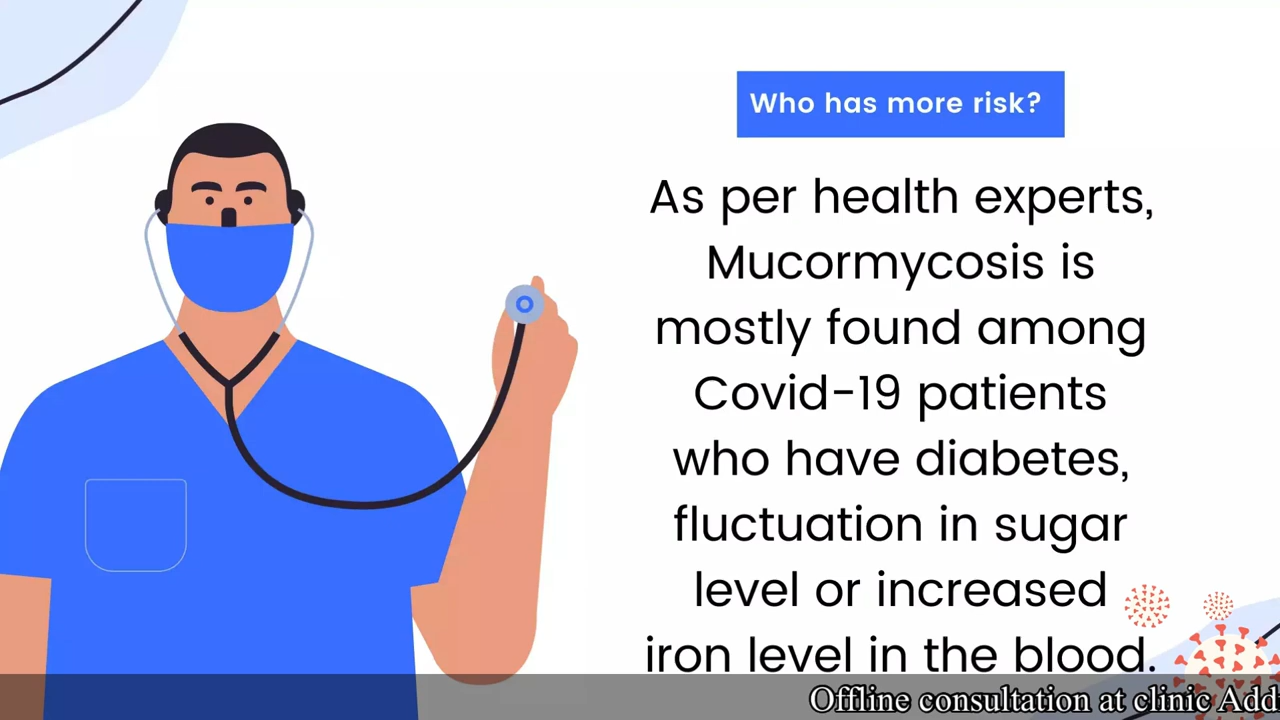 Who has more risk?
As per health experts,
Mucormycosis is
mostly found among
Covid-19 patients
who have diabetes,
fluctuation in sugar
level or increased
iron level in the blood.
Offline consultation at clinic Add